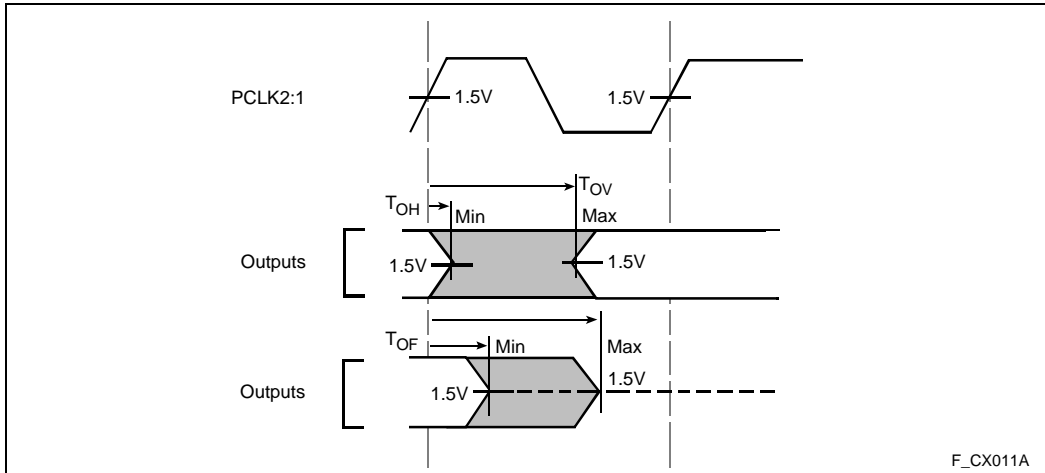 PCLK2:1
1.5V
1.5V
TOV
TOH
Min
Max
Outputs
1.5V
1.5V
TOF
Min
Max
1.5V
Outputs
1.5V
F_CX011A